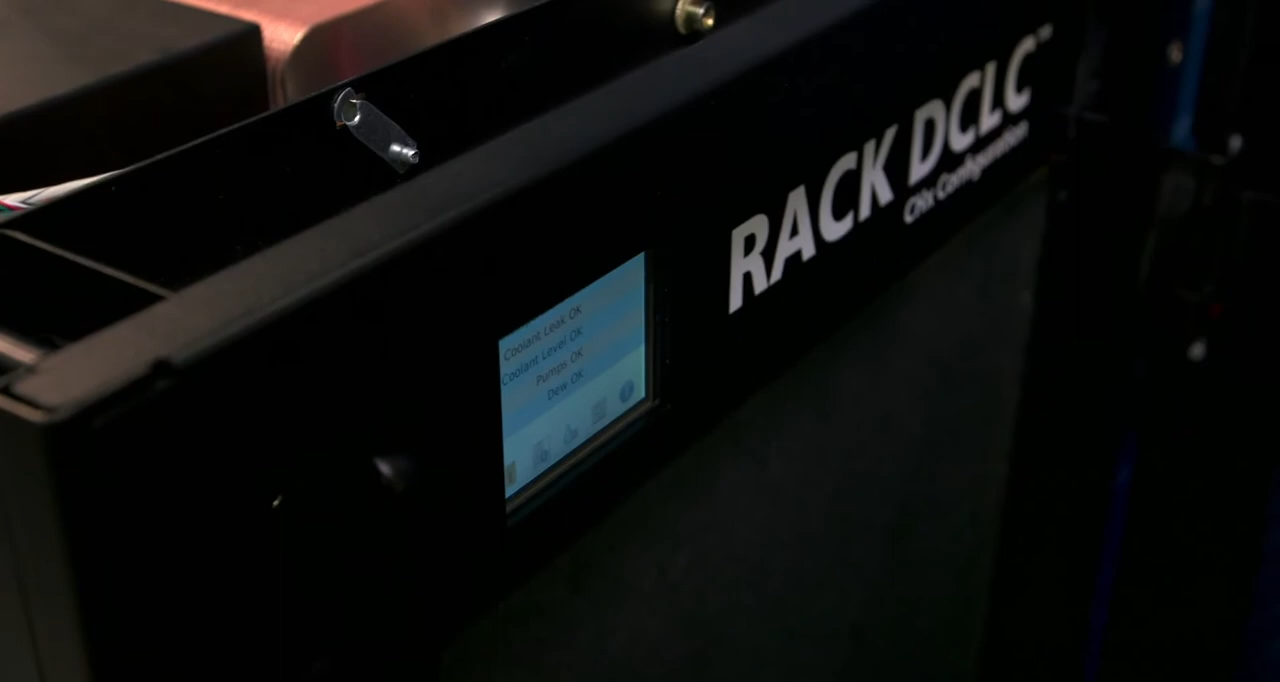 RACK DCLC™
CHx Configuration
Coolant Leak OK
Coolant Level OK
Pumps OK
Dew OK